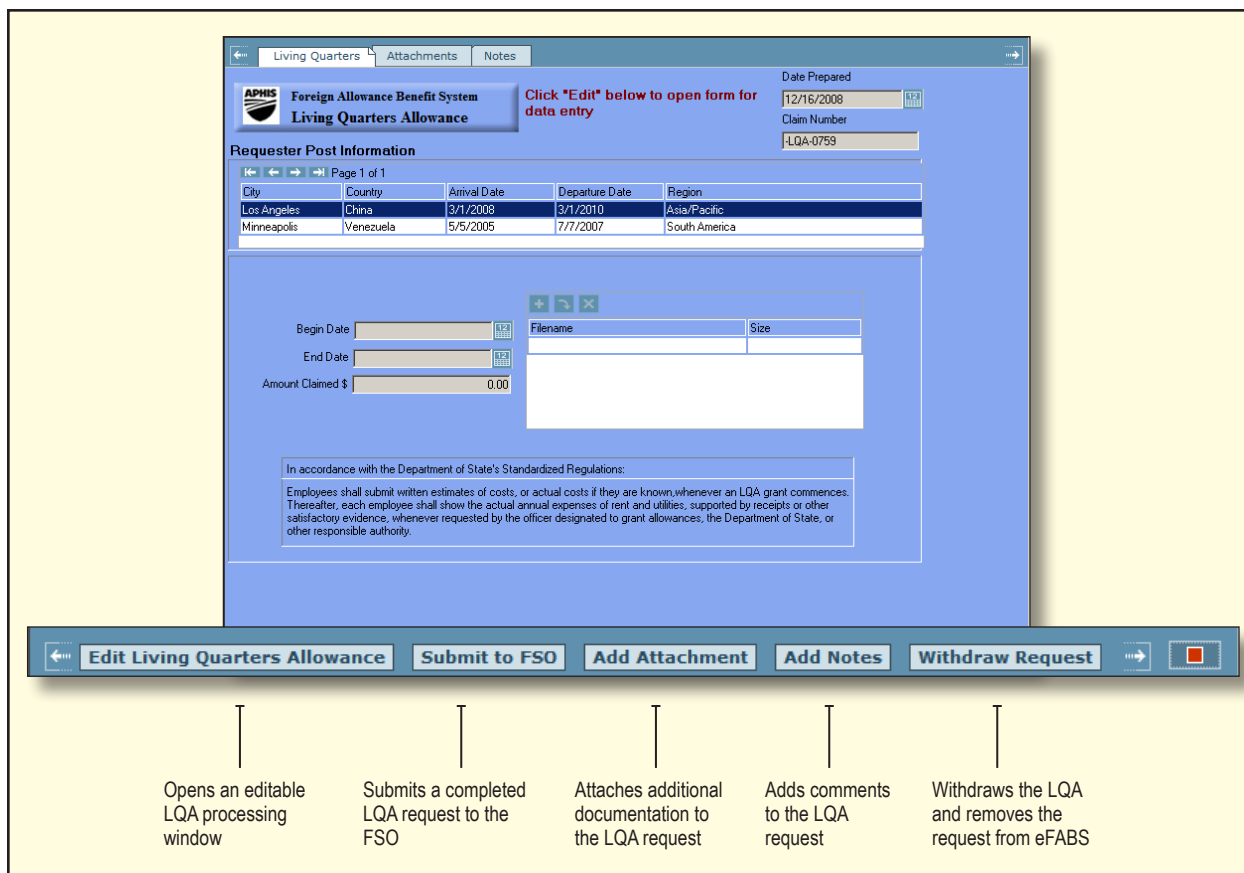 Living Quarters Attachments Notes
APHIS
Foreign Allowance Benefit System
Living Quarters Allowance
Click "Edit" below to open form for
data entry
Date Prepared
12/16/2008
12
Claim Number
-LQA-0759
Requester Post Information
Page 1 of 1
City Country Arrival Date Departure Date Region
Los Angeles China 3/1/2008 3/1/2010 Asia/Pacific
Minneapolis Venezuela 5/5/2005 7/7/2007 South America
Begin Date 12
End Date 12
Amount Claimed $ 0.00
Filename Size
In accordance with the Department of State's Standardized Regulations:
Employees shall submit written estimates of costs, or actual costs if they are known,whenever an LQA grant commences.
Thereafter, each employee shall show the actual annual expenses of rent and utilities, supported by receipts or other
satisfactory evidence, whenever requested by the officer designated to grant allowances, the Department of State, or
other responsible authority.
Edit Living Quarters Allowance Submit to FSO Add Attachment Add Notes Withdraw Request
Opens an editable
LQA processing
window
Submits a completed
LQA request to the
FSO
Attaches additional
documentation to
the LQA request
Adds comments
to the LQA
request
Withdraws the LQA
and removes the
request from eFABS